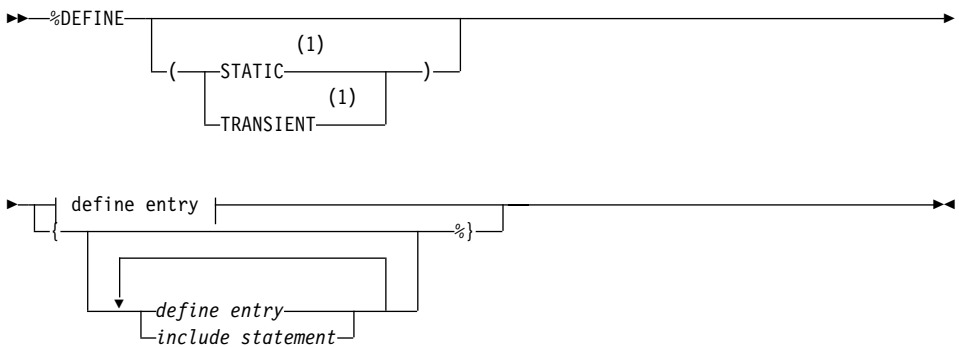 %DEFINE
(1)
( STATIC )
(1)
TRANSIENT
define entry
{ %}
define entry
include statement